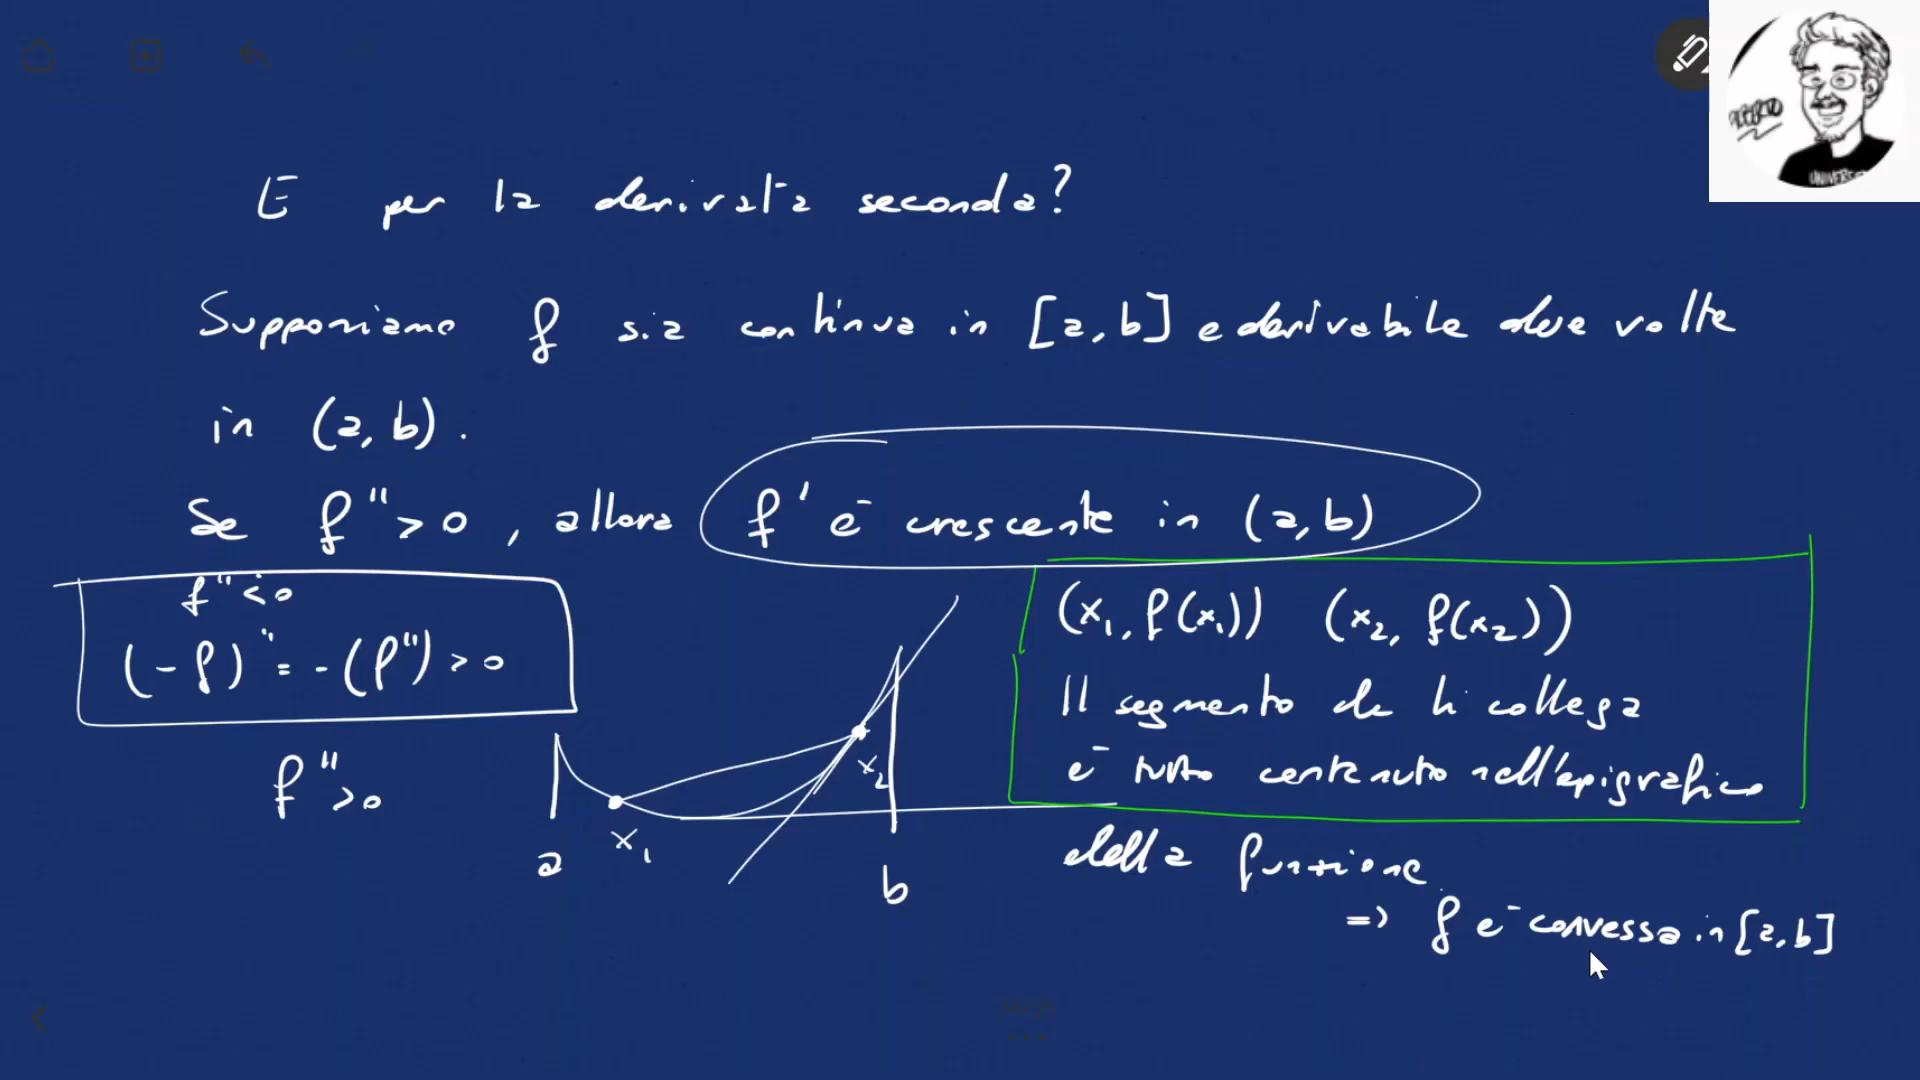 E per la derivata seconda?
Supponiamo f sia continua in [a, b] e derivabile due volte
in (a, b).
Se f'' > 0, allora f' è crescente in (a, b)
f'' < 0
(-f)'' = -(f'') > 0
f'' > 0
a
x₁
x₂
b
(x₁, f(x₁)) (x₂, f(x₂))
Il segmento che li collega
è tutto contenuto nell'epigrafico
della funzione
=> f è convessa in [a, b]
UNIVERSE